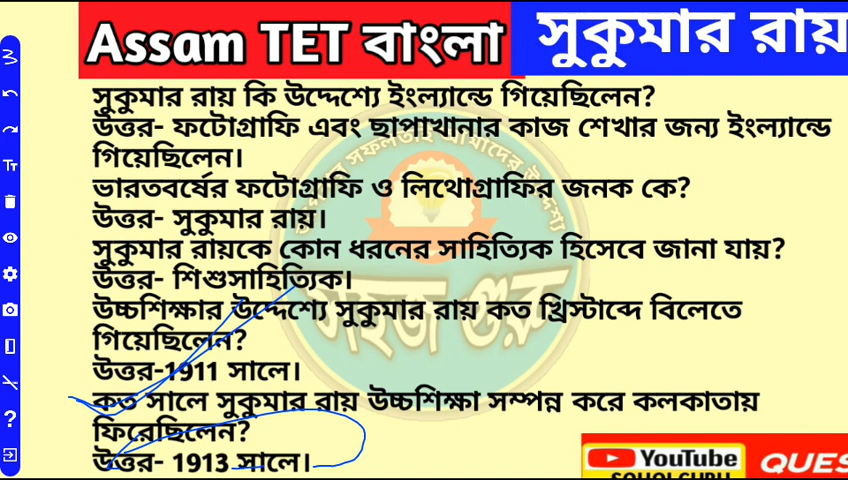 Assam TET বাংলা
সুকুমার রায়
সুকুমার রায় কি উদ্দেশ্যে ইংল্যান্ডে গিয়েছিলেন?
উত্তর- ফটোগ্রাফি এবং ছাপাখানার কাজ শেখার জন্য ইংল্যান্ডে
গিয়েছিলেন।
ভারতবর্ষের ফটোগ্রাফি ও লিথোগ্রাফির জনক কে?
উত্তর- সুকুমার রায়।
সুকুমার রায়কে কোন ধরনের সাহিত্যিক হিসেবে জানা যায়?
উত্তর- শিশুসাহিত্যিক।
উচ্চশিক্ষার উদ্দেশ্যে সুকুমার রায় কত খ্রিস্টাব্দে বিলেতে
গিয়েছিলেন?
উত্তর-1911 সালে।
কত সালে সুকুমার রায় উচ্চশিক্ষা সম্পন্ন করে কলকাতায়
ফিরেছিলেন?
উত্তর- 1913 সালে।
সহজ গুরু
YouTube
QUES